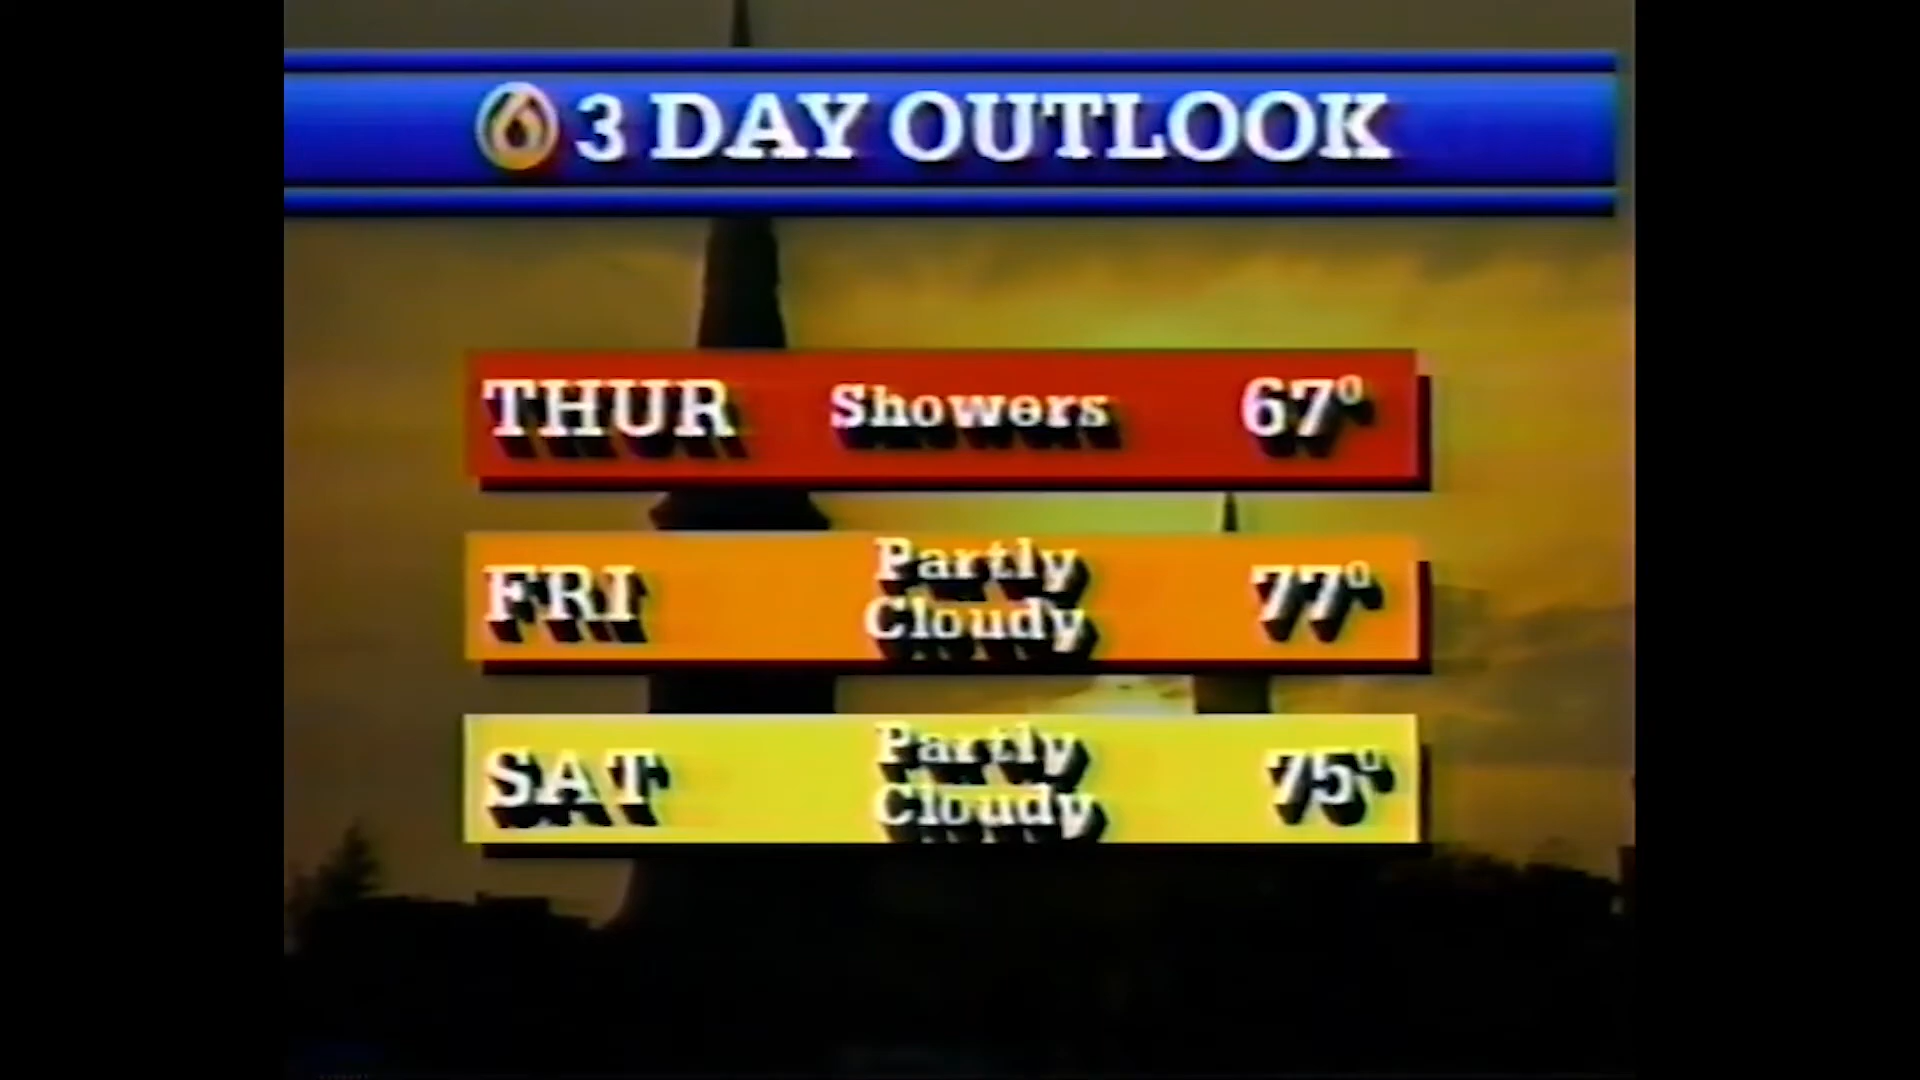 6 3 DAY OUTLOOK
THUR Showers 67°
FRI Partly Cloudy 77°
SAT Partly Cloudy 75°